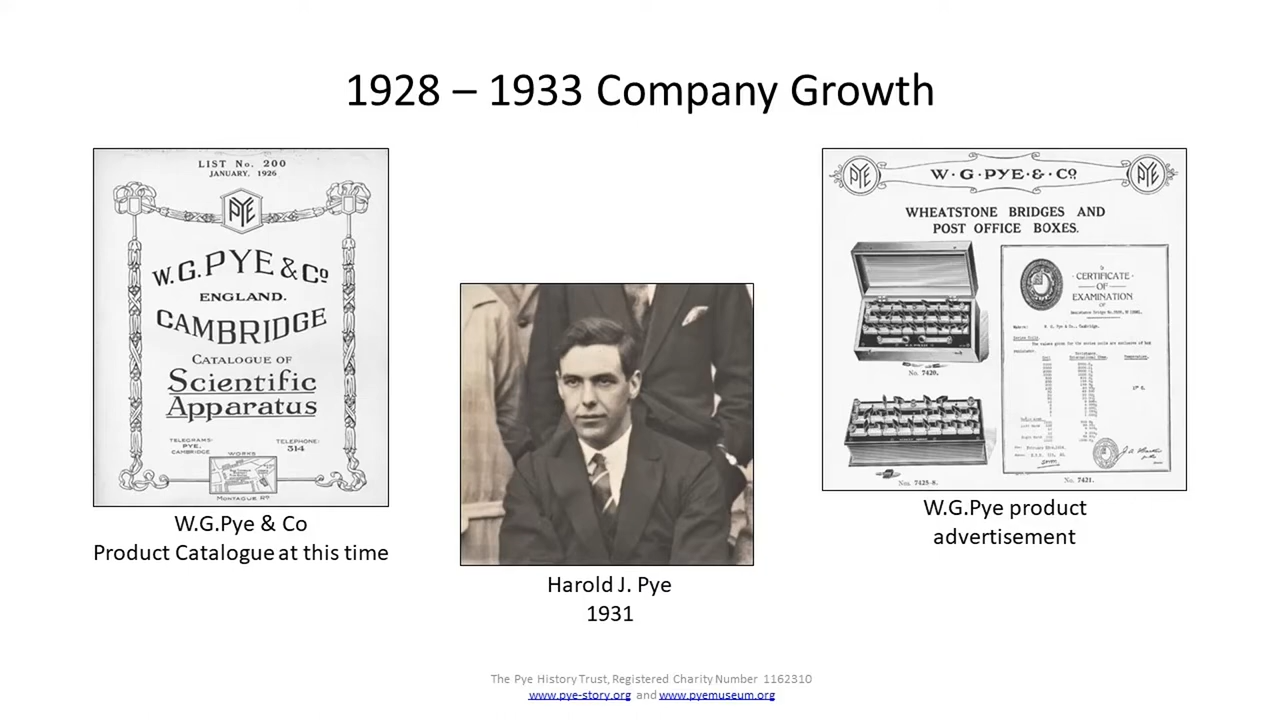 1928 – 1933 Company Growth
LIST No. 200
JANUARY, 1926
PYE
W.G.PYE & Co
ENGLAND.
CAMBRIDGE
CATALOGUE OF
Scientific
Apparatus
TELEGRAMS:
PYE,
CAMBRIDGE
TELEPHONE:
314
WORKS
MONTAGUE RD
W.G.Pye & Co
Product Catalogue at this time
Harold J. Pye
1931
PYE
W·G·PYE·&·Co
PYE
WHEATSTONE BRIDGES AND
POST OFFICE BOXES.
CERTIFICATE
OF
EXAMINATION
No. 7420.
Nos. 7425-8.
No. 7421.
W.G.Pye product
advertisement
The Pye History Trust, Registered Charity Number 1162310
www.pye-story.org and www.pyemuseum.org